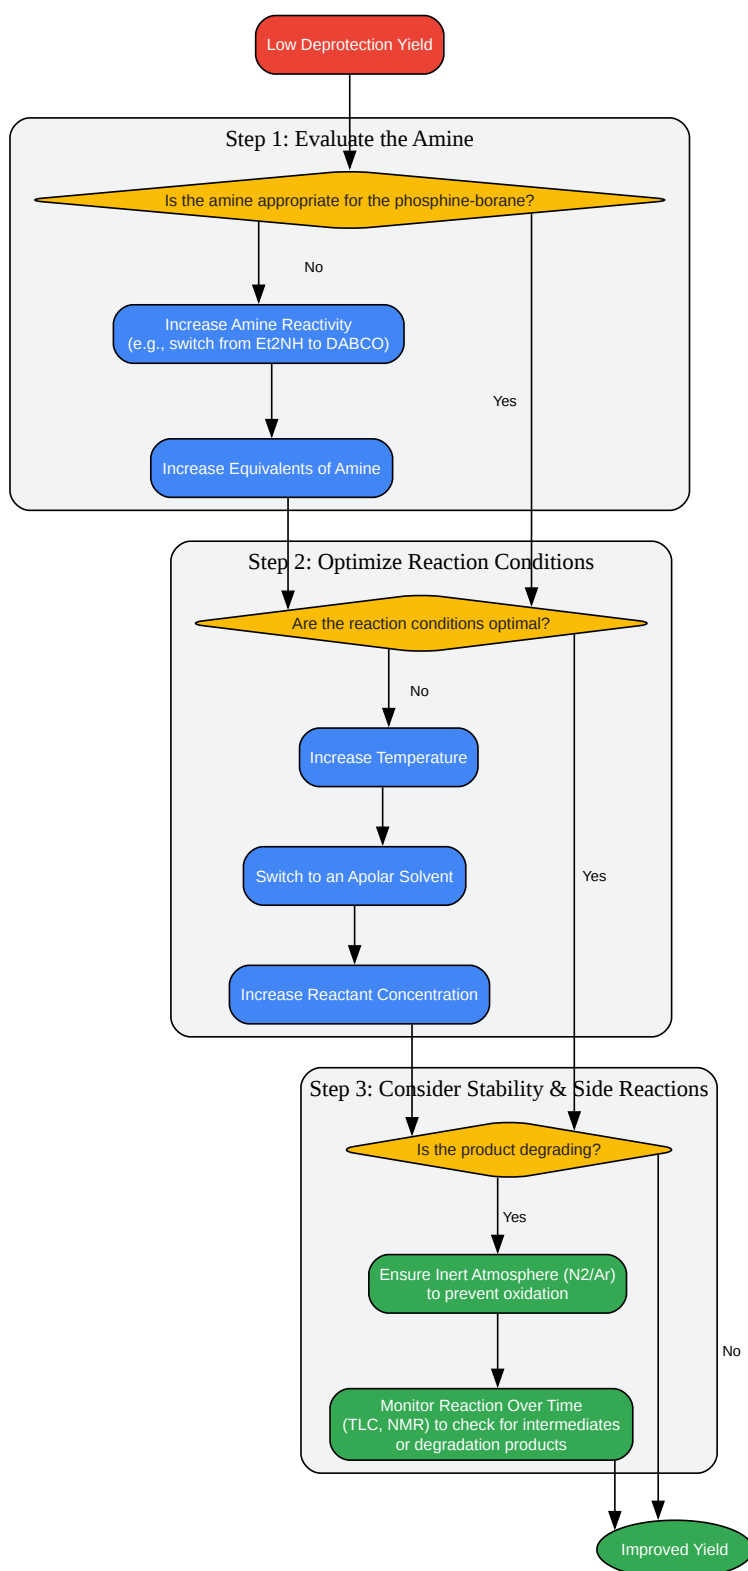 Low Deprotection Yield
Step 1: Evaluate the Amine
Is the amine appropriate for the phosphine-borane?
No
Increase Amine Reactivity
(e.g., switch from Et2NH to DABCO)
Yes
Increase Equivalents of Amine
Step 2: Optimize Reaction Conditions
Are the reaction conditions optimal?
No
Increase Temperature
Switch to an Apolar Solvent
Yes
Increase Reactant Concentration
Step 3: Consider Stability & Side Reactions
Is the product degrading?
Yes
Ensure Inert Atmosphere (N2/Ar)
to prevent oxidation
No
Monitor Reaction Over Time
(TLC, NMR) to check for intermediates
or degradation products
Improved Yield